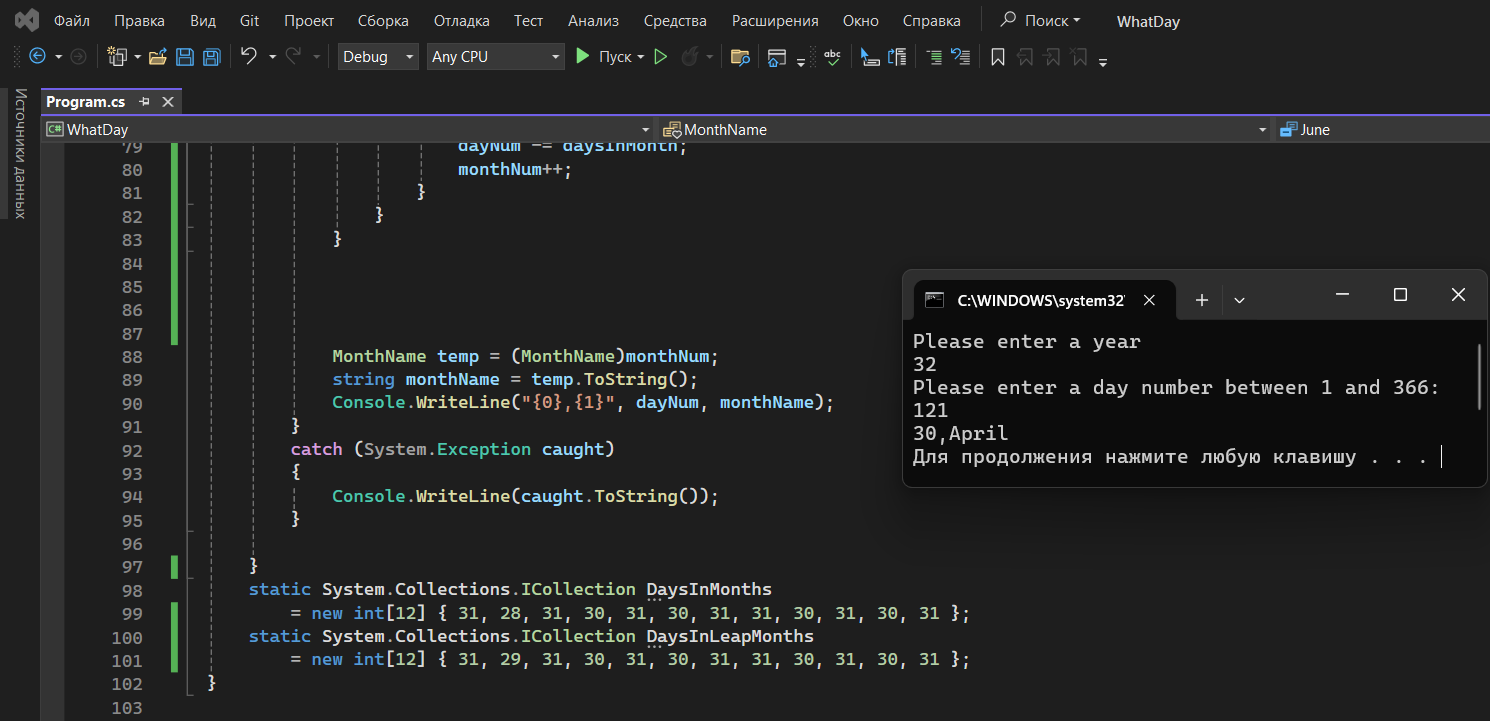 Файл Правка Вид Git Проект Сборка Отладка Тест Анализ Средства Расширения Окно Справка Поиск WhatDay
Debug Any CPU Пуск
Источники данных
Program.cs
C# WhatDay MonthName June
79 dayNum -= daysInMonth;
80 monthNum++;
81 }
82 }
83 }
84
85
86
87
88 MonthName temp = (MonthName)monthNum;
89 string monthName = temp.ToString();
90 Console.WriteLine("{0},{1}", dayNum, monthName);
91 }
92 catch (System.Exception caught)
93 {
94 Console.WriteLine(caught.ToString());
95 }
96
97 }
98 static System.Collections.ICollection DaysInMonths
99 = new int[12] { 31, 28, 31, 30, 31, 30, 31, 31, 30, 31, 30, 31 };
100 static System.Collections.ICollection DaysInLeapMonths
101 = new int[12] { 31, 29, 31, 30, 31, 30, 31, 31, 30, 31, 30, 31 };
102 }
103
C:\WINDOWS\system32
Please enter a year
32
Please enter a day number between 1 and 366:
121
30,April
Для продолжения нажмите любую клавишу . . .